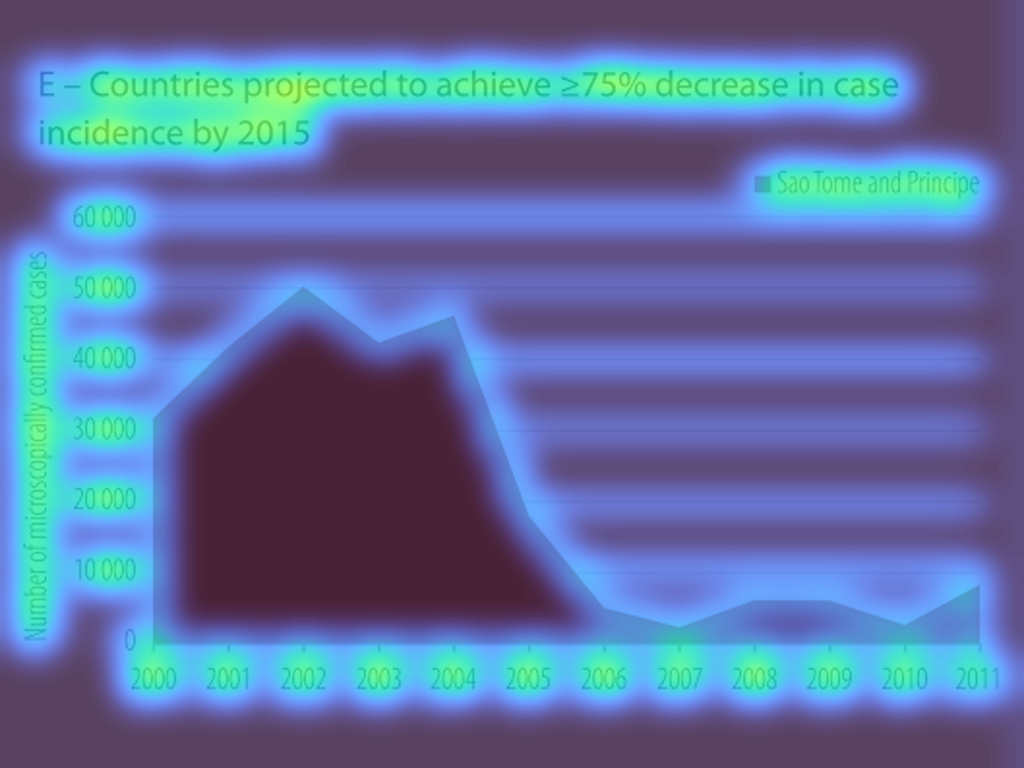 E – Countries projected to achieve ≥75% decrease in case
incidence by 2015
Sao Tome and Principe
Number of microscopically confirmed cases
60 000
50 000
40 000
30 000
20 000
10 000
0
2000 2001 2002 2003 2004 2005 2006 2007 2008 2009 2010 2011